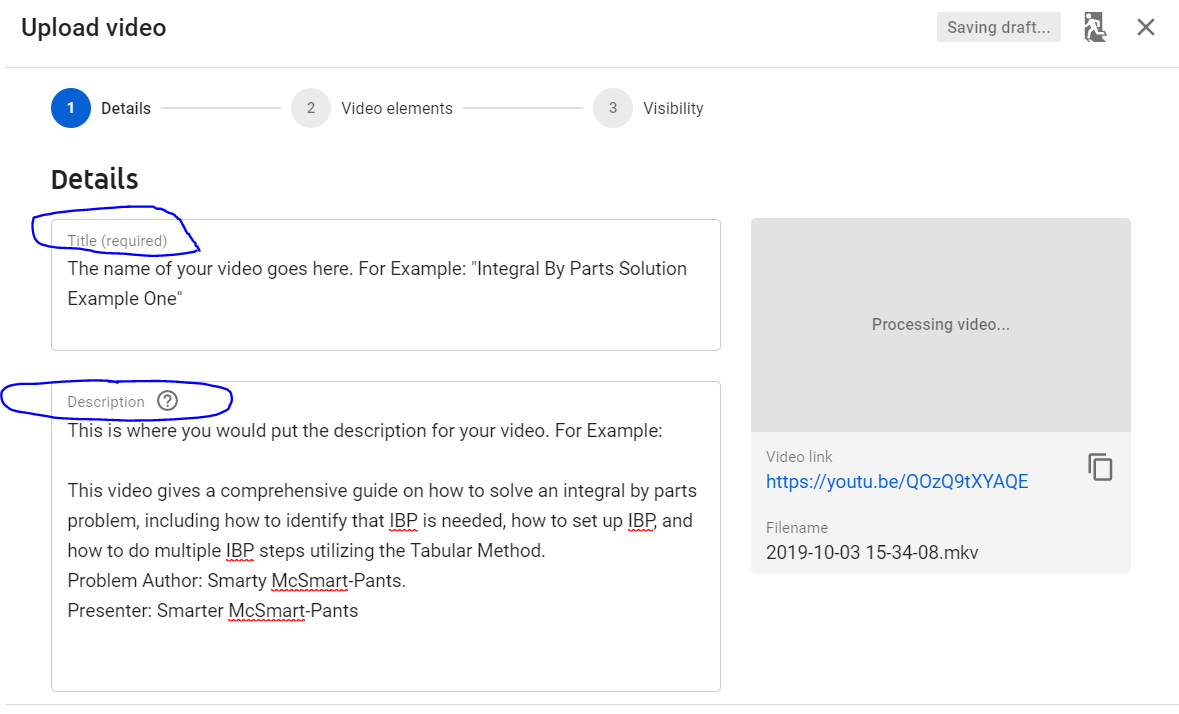 Upload video
Saving draft...
1 Details
2 Video elements
3 Visibility
Details
Title (required)
The name of your video goes here. For Example: "Integral By Parts Solution
Example One"
Description ?
This is where you would put the description for your video. For Example:
This video gives a comprehensive guide on how to solve an integral by parts
problem, including how to identify that IBP is needed, how to set up IBP, and
how to do multiple IBP steps utilizing the Tabular Method.
Problem Author: Smarty McSmart-Pants.
Presenter: Smarter McSmart-Pants
Processing video...
Video link
https://youtu.be/QOzQ9tXYAQE
Filename
2019-10-03 15-34-08.mkv